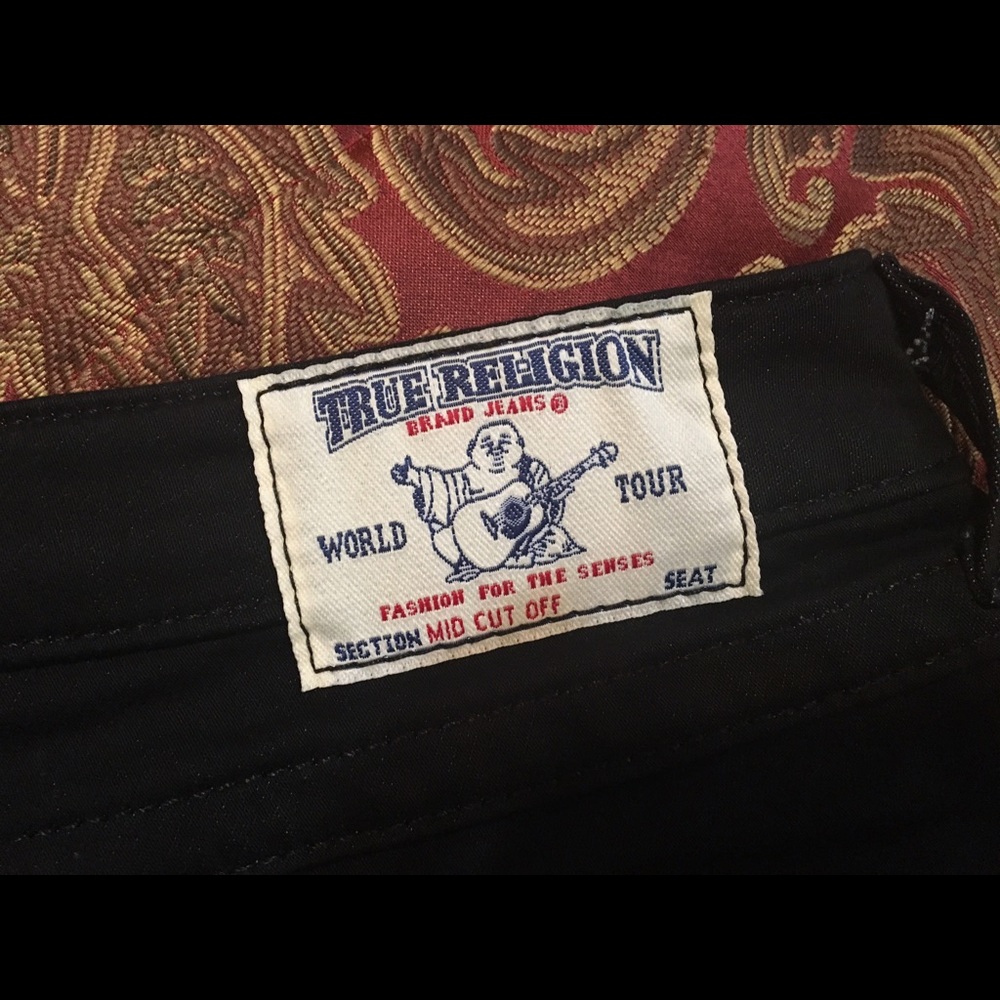 TRUE RELIGION
BRAND JEANS®
WORLD TOUR
FASHION FOR THE SENSES
SECTION MID CUT OFF SEAT